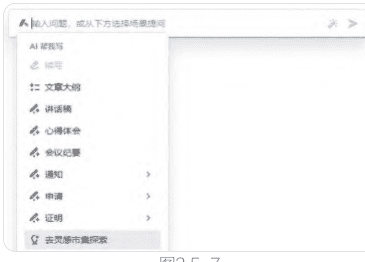 输入问题，或从下方选择场景提问
AI 帮我写
续写
文章大纲
讲话稿
心得体会
会议纪要
通知
申请
证明
去灵感市集探索
图2-5-7